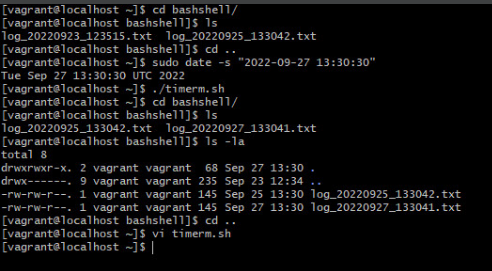 [vagrant@localhost ~]$ cd bashshell/
[vagrant@localhost bashshell]$ ls
log_20220923_123515.txt  log_20220925_133042.txt
[vagrant@localhost bashshell]$ cd ..
[vagrant@localhost ~]$ sudo date -s "2022-09-27 13:30:30"
Tue Sep 27 13:30:30 UTC 2022
[vagrant@localhost ~]$ ./timerm.sh
[vagrant@localhost ~]$ cd bashshell/
[vagrant@localhost bashshell]$ ls
log_20220925_133042.txt  log_20220927_133041.txt
[vagrant@localhost bashshell]$ ls -la
total 8
drwxrwxr-x. 2 vagrant vagrant  68 Sep 27 13:30 .
drwx------. 9 vagrant vagrant 235 Sep 23 12:34 ..
-rw-rw-r--. 1 vagrant vagrant 145 Sep 25 13:30 log_20220925_133042.txt
-rw-rw-r--. 1 vagrant vagrant 145 Sep 27 13:30 log_20220927_133041.txt
[vagrant@localhost bashshell]$ cd ..
[vagrant@localhost ~]$ vi timerm.sh
[vagrant@localhost ~]$